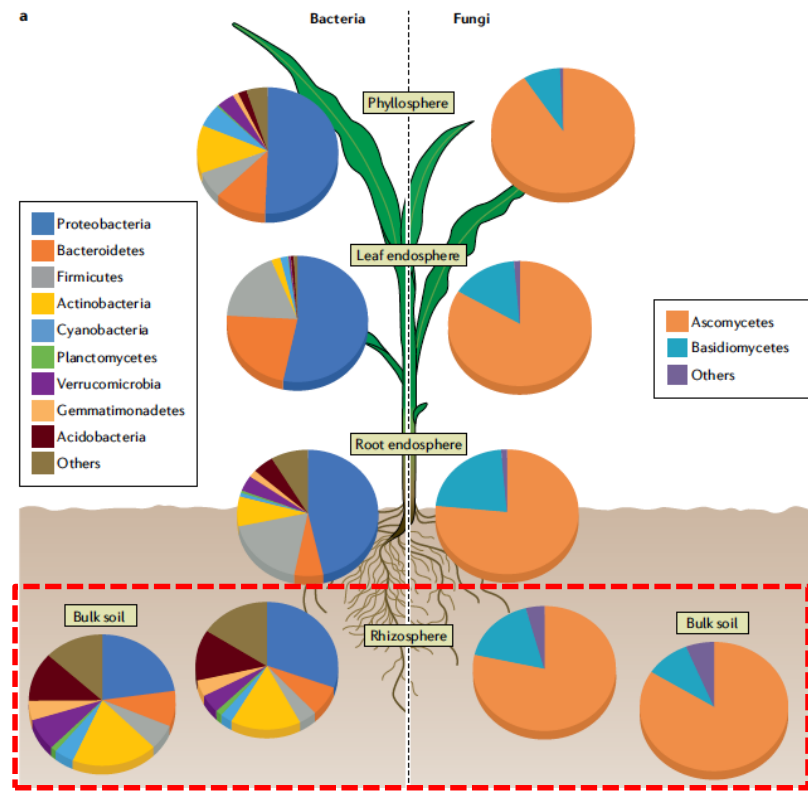 a
Bacteria
Fungi
Phyllosphere
Proteobacteria
Bacteroidetes
Firmicutes
Actinobacteria
Cyanobacteria
Planctomycetes
Verrucomicrobia
Gemmatimonadetes
Acidobacteria
Others
Leaf endosphere
Ascomycetes
Basidiomycetes
Others
Root endosphere
Bulk soil
Rhizosphere
Bulk soil